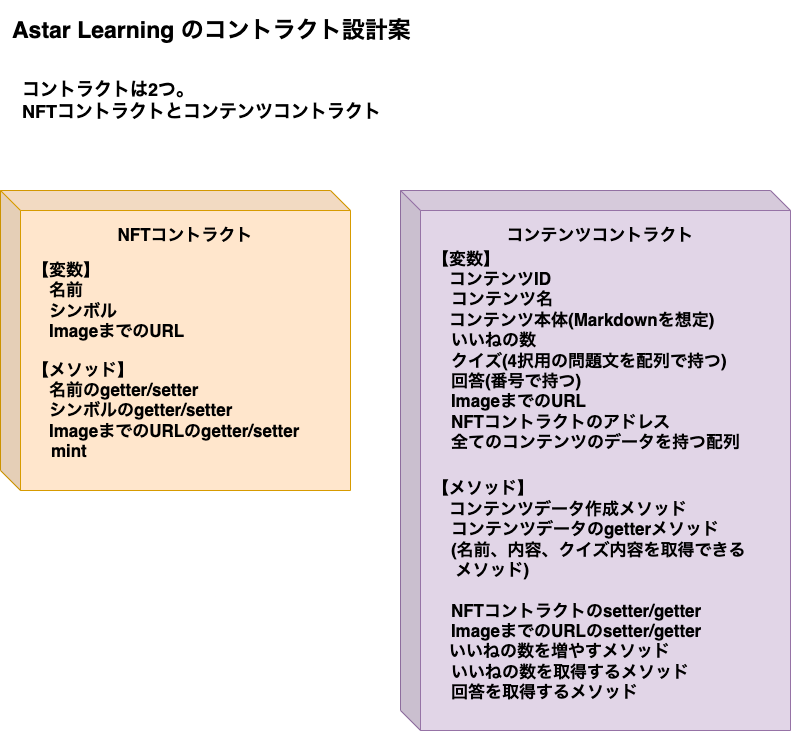 Astar Learning のコントラクト設計案
コントラクトは2つ。
NFTコントラクトとコンテンツコントラクト
NFTコントラクト
【変数】
名前
シンボル
ImageまでのURL
【メソッド】
名前のgetter/setter
シンボルのgetter/setter
ImageまでのURLのgetter/setter
mint
コンテンツコントラクト
【変数】
コンテンツID
コンテンツ名
コンテンツ本体(Markdownを想定)
いいねの数
クイズ(4択用の問題文を配列で持つ)
回答(番号で持つ)
ImageまでのURL
NFTコントラクトのアドレス
全てのコンテンツのデータを持つ配列
【メソッド】
コンテンツデータ作成メソッド
コンテンツデータのgetterメソッド
(名前、内容、クイズ内容を取得できる
メソッド)
NFTコントラクトのsetter/getter
ImageまでのURLのsetter/getter
いいねの数を増やすメソッド
いいねの数を取得するメソッド
回答を取得するメソッド